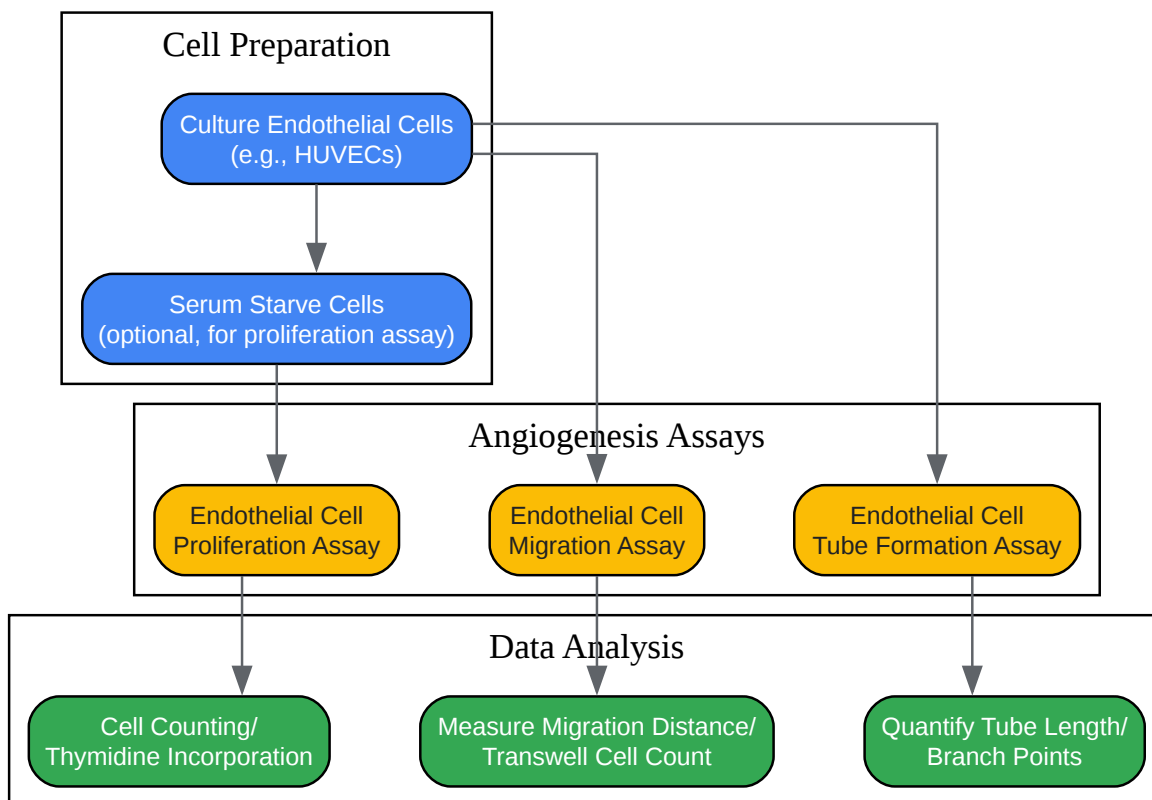 Cell Preparation
Culture Endothelial Cells
(e.g., HUVECs)
Serum Starve Cells
(optional, for proliferation assay)
Angiogenesis Assays
Endothelial Cell
Proliferation Assay
Endothelial Cell
Migration Assay
Endothelial Cell
Tube Formation Assay
Data Analysis
Cell Counting/
Thymidine Incorporation
Measure Migration Distance/
Transwell Cell Count
Quantify Tube Length/
Branch Points